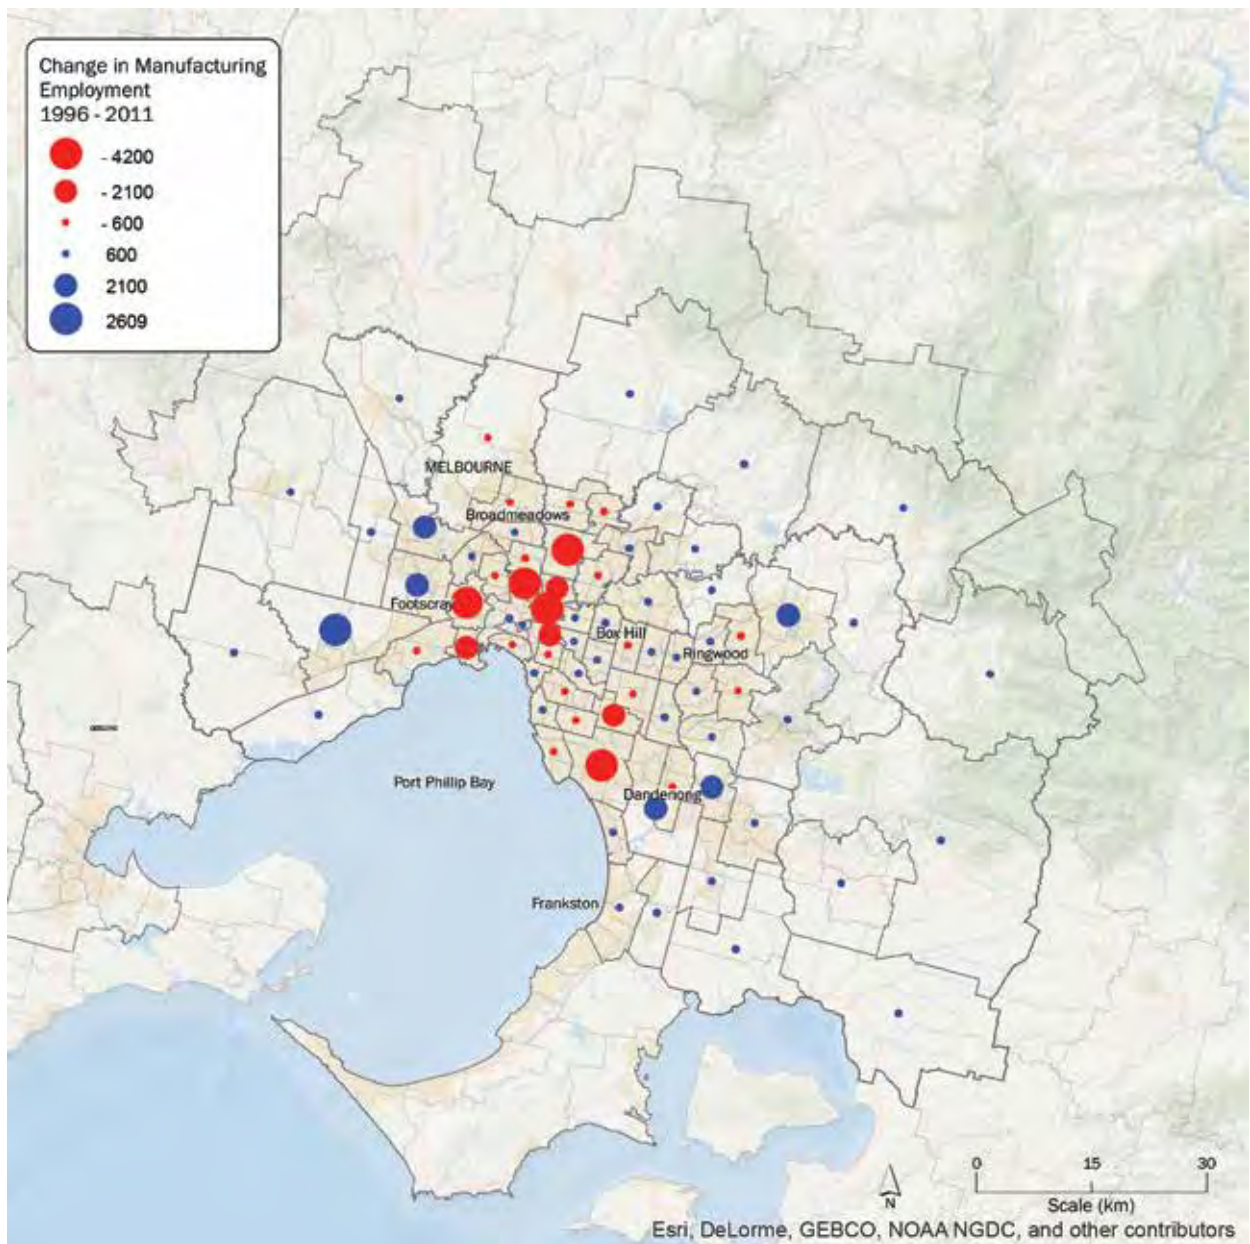 Change in Manufacturing
Employment
1996 - 2011
- 4200
- 2100
- 600
600
2100
2609
MELBOURNE
Broadmeadows
Footscray
Box Hill
Ringwood
Port Phillip Bay
Dandenong
Frankston
0 15 30
N
Scale (km)
Esri, DeLorme, GEBCO, NOAA NGDC, and other contributors